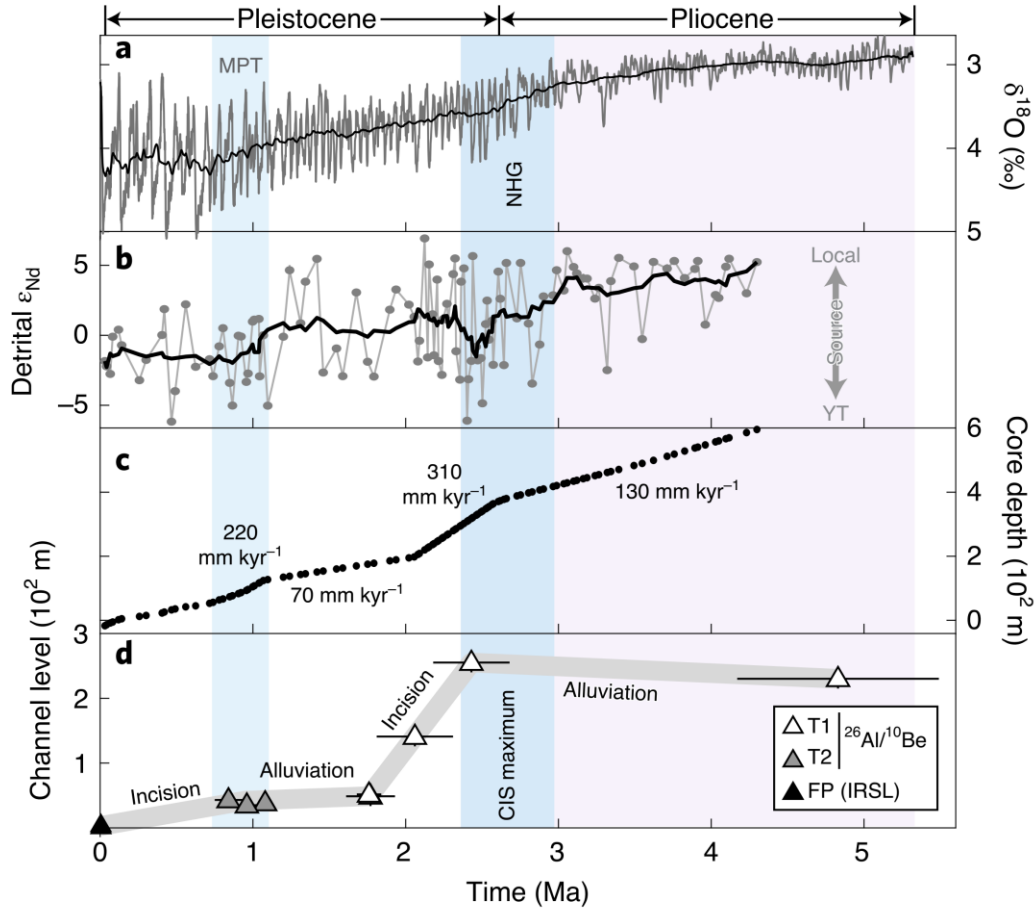 Pleistocene Pliocene
a
MPT
NHG
3
4
5
δ¹⁸O (‰)
b
5
0
−5
Detrital εNd
Local
Source
YT
c
220
mm kyr⁻¹
70 mm kyr⁻¹
310
mm kyr⁻¹
130 mm kyr⁻¹
6
4
2
0
Core depth (10² m)
d
3
2
1
Channel level (10² m)
Incision
Alluviation
Incision
CIS maximum
Alluviation
T1
T2
²⁶Al/¹⁰Be
FP (IRSL)
0 1 2 3 4 5
Time (Ma)